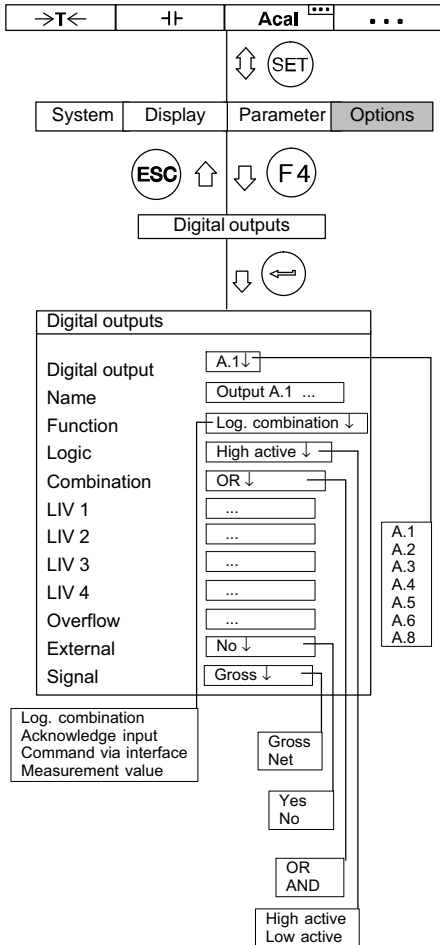 →T← ⊣⊢ Acal ...
SET
System Display Parameter Options
ESC F4
Digital outputs
Digital outputs
Digital output A.1↓
Name Output A.1 ...
Function Log. combination ↓
Logic High active ↓
Combination OR ↓
LIV 1 ...
LIV 2 ...
LIV 3 ...
LIV 4 ...
Overflow ...
External No ↓
Signal Gross ↓
A.1
A.2
A.3
A.4
A.5
A.6
A.8
Log. combination
Acknowledge input
Command via interface
Measurement value
Gross
Net
Yes
No
OR
AND
High active
Low active